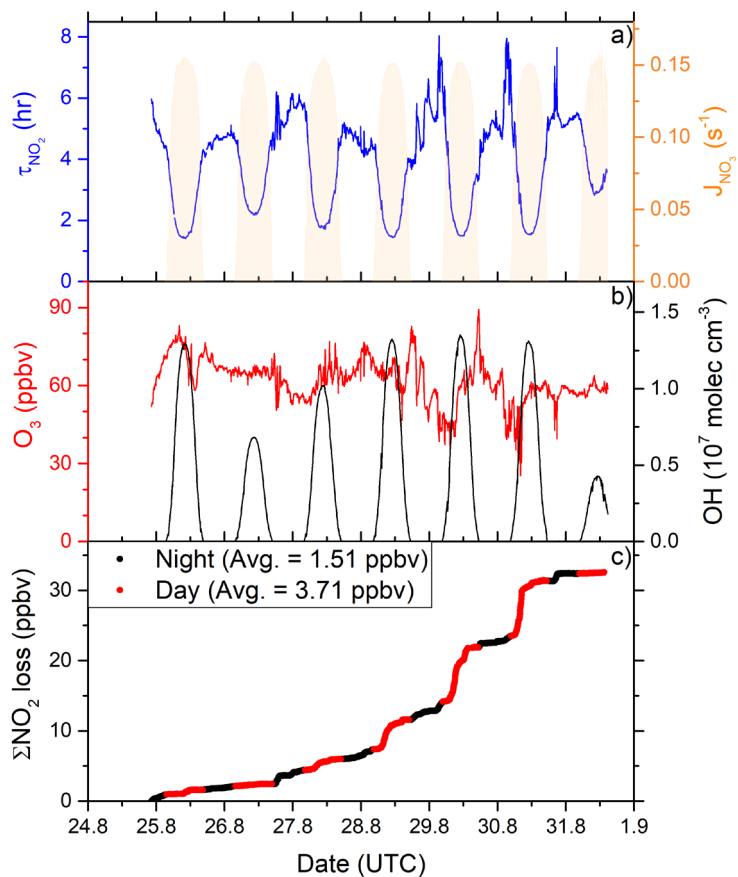 a)
8
6
4
2
0
τNO₂ (hr)
0.15
0.10
0.05
0.00
JNO₃ (s⁻¹)
b)
90
60
30
0
O₃ (ppbv)
1.5
1.0
0.5
0.0
OH (10⁷ molec cm⁻³)
c)
Night (Avg. = 1.51 ppbv)
Day (Avg. = 3.71 ppbv)
30
20
10
0
ΣNO₂ loss (ppbv)
24.8 25.8 26.8 27.8 28.8 29.8 30.8 31.8 1.9
Date (UTC)